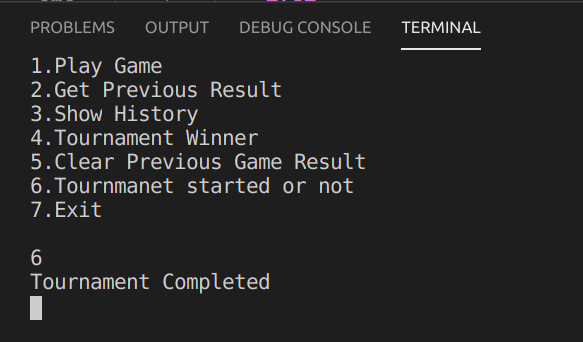 PROBLEMS OUTPUT DEBUG CONSOLE TERMINAL
1.Play Game
2.Get Previous Result
3.Show History
4.Tournament Winner
5.Clear Previous Game Result
6.Tournmanet started or not
7.Exit
6
Tournament Completed